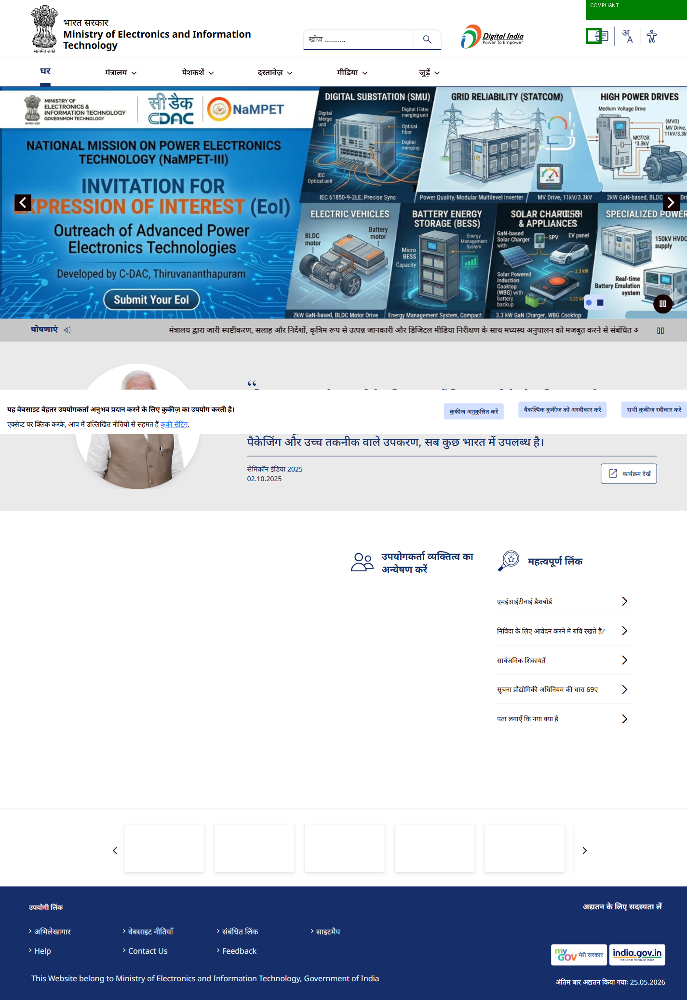 COMPLIANT
सत्यमेव जयते
भारत सरकार
Ministry of Electronics and Information
Technology
खोज ..........
Digital India
Power To Empower
अ
A
घर
मंत्रालय
पेशकशें
दस्तावेज़
मीडिया
जुड़ें
MINISTRY OF
ELECTRONICS &
INFORMATION TECHNOLOGY
GOVERNMON TECHNOLOGY
सी डैक
CDAC
NaMPET
NATIONAL MISSION ON POWER ELECTRONICS
TECHNOLOGY (NaMPET-III)
INVITATION FOR
XPRESSION OF INTEREST (EoI)
Outreach of Advanced Power
Electronics Technologies
Developed by C-DAC, Thiruvananthapuram
Submit Your EoI
DIGITAL SUBSTATION (SMU)
Digital
Merge
unit
Digital Fillter
merging unit
Optical
fiber
Digital
merging
IEC
Optical unit
IEC 61850-9-2LE, Precise Sync
GRID RELIABILITY (STATCOM)
Power Quality, Modular Multilevel inverter
MV Drive, 11kV/3.3kV
HIGH POWER DRIVES
Medium Voltage Drive
(MVO)
MV Drive,
11kV/3.3k
MOTOR
'3.3kV
2kW GaN-based, BLDC
ELECTRIC VEHICLES
BLDC
motor
Battery
motor
2kW GaN-based, BLDC Motor Drive
BATTERY ENERGY
STORAGE (BESS)
Micro
BESS
Capacity
Energy
Management
System
Energy Management System, Compact
SOLAR
& APPLIANCES
GaN-based
Solar Charger
with
SPV
EV panel
Solar Powered
Induction
Cooktop
(WBG) with
battery
backup
3.3 kW
3.22 kW
3.3 kW GaN Charger, WBG Cooktop
SPECIALIZED POWER
150kV HVDC
supply
Real-time
Battery Emulation
system
घोषणाएं
मंत्रालय द्वारा जारी स्पष्टीकरण, सलाह और निर्देशों, कृत्रिम रूप से उत्पन्न जानकारी और डिजिटल मीडिया निरीक्षण के साथ मध्यस्थ अनुपालन को मजबूत करने से संबंधित
“
यह वेबसाइट बेहतर उपयोगकर्ता अनुभव प्रदान करने के लिए कुकीज़ का उपयोग करती है।
एक्सेप्ट पर क्लिक करके, आप में उल्लिखित नीतियों से सहमत हैं कुकी सेटिंग.
कुकीज़ अनुकूलित करें
वैकल्पिक कुकीज़ को अस्वीकार करें
सभी कुकीज़ स्वीकार करें
पैकेजिंग और उच्च तकनीक वाले उपकरण, सब कुछ भारत में उपलब्ध है।
सेमिकॉन इंडिया 2025
02.10.2025
कार्यक्रम देखें
उपयोगकर्ता व्यक्तित्व का
अन्वेषण करें
महत्वपूर्ण लिंक
एमईआईटीवाई डैशबोर्ड
निविदा के लिए आवेदन करने में रुचि रखते हैं?
सार्वजनिक शिकायतें
सूचना प्रौद्योगिकी अधिनियम की धारा 69ए
पता लगाएँ कि नया क्या है
उपयोगी लिंक
अद्यतन के लिए सदस्यता लें
अभिलेखागार
वेबसाइट नीतियाँ
संबंधित लिंक
साइटमैप
Help
Contact Us
Feedback
my
GOV मेरी सरकार
india.gov.in
National Portal of India
This Website belong to Ministry of Electronics and Information Technology, Government of India
अंतिम बार अद्यतन किया गया: 25.05.2026